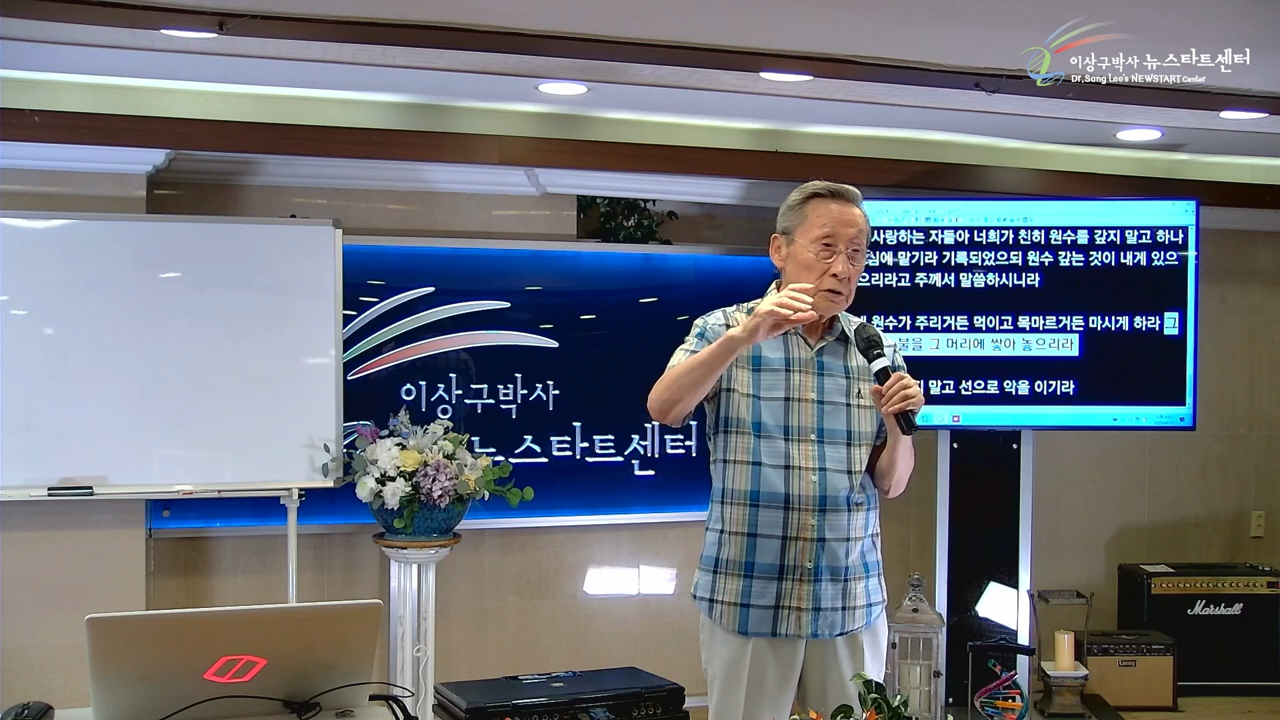 이상구박사 뉴스타트센터
Dr. Sang Lee's NEWSTART Center
사랑하는 자들아 너희가 친히 원수를 갚지 말고 하나
심에 맡기라 기록되었으되 원수 갚는 것이 내게 있으
으리라고 주께서 말씀하시니라
원수가 주리거든 먹이고 목마르거든 마시게 하라 그
불을 그 머리에 쌓아 놓으리라
말고 선으로 악을 이기라
이상구박사
뉴스타트센터
Marshall
Laney